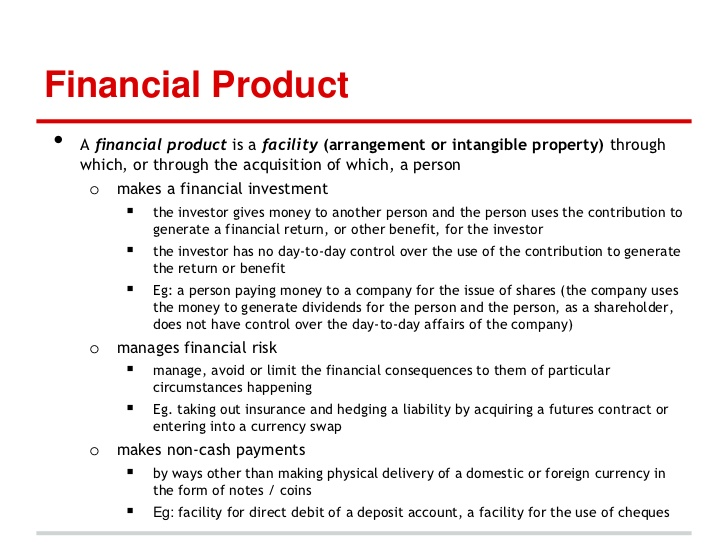 Financial Product
• A financial product is a facility (arrangement or intangible property) through
which, or through the acquisition of which, a person
o makes a financial investment
▪ the investor gives money to another person and the person uses the contribution to
generate a financial return, or other benefit, for the investor
▪ the investor has no day-to-day control over the use of the contribution to generate
the return or benefit
▪ Eg: a person paying money to a company for the issue of shares (the company uses
the money to generate dividends for the person and the person, as a shareholder,
does not have control over the day-to-day affairs of the company)
o manages financial risk
▪ manage, avoid or limit the financial consequences to them of particular
circumstances happening
▪ Eg. taking out insurance and hedging a liability by acquiring a futures contract or
entering into a currency swap
o makes non-cash payments
▪ by ways other than making physical delivery of a domestic or foreign currency in
the form of notes / coins
▪ Eg: facility for direct debit of a deposit account, a facility for the use of cheques